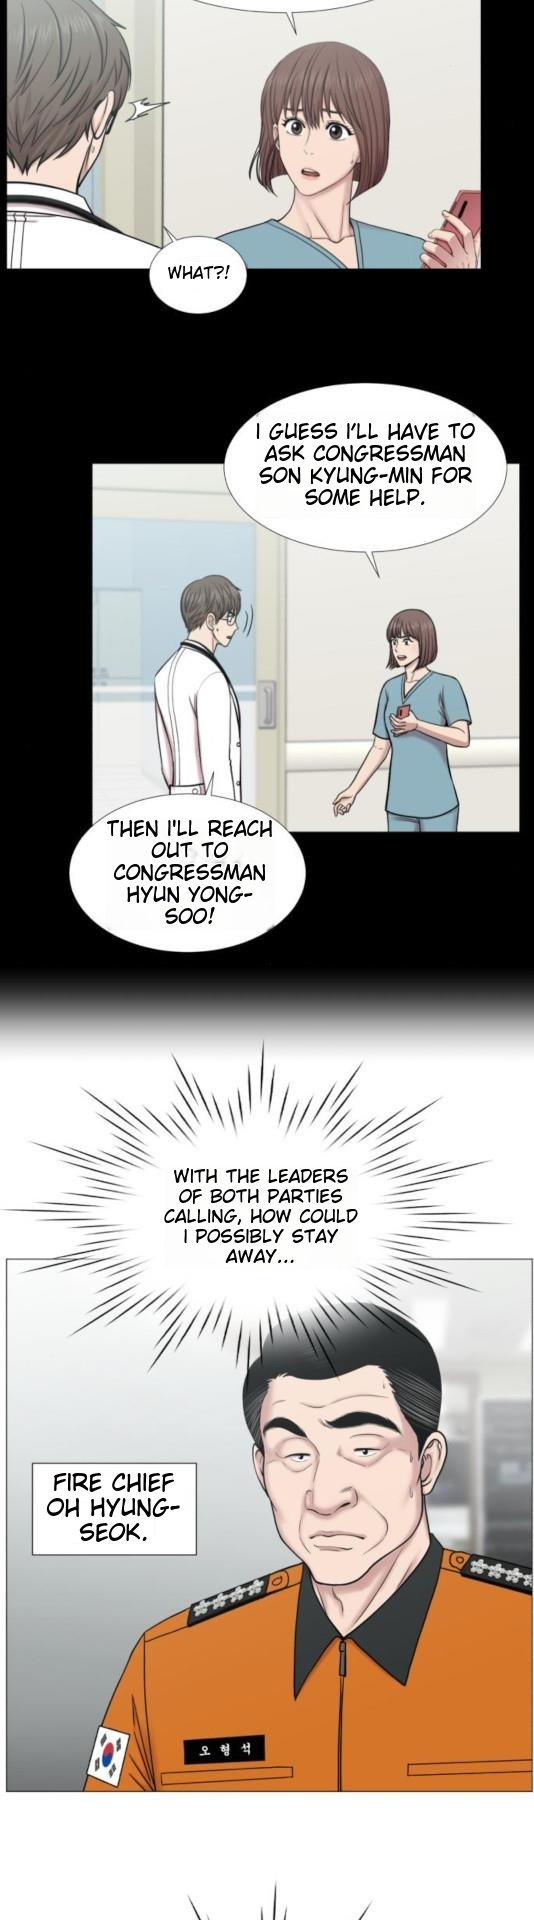 WHAT?!
I GUESS I'LL HAVE TO
ASK CONGRESSMAN
SON KYUNG-MIN FOR
SOME HELP.
THEN I'LL REACH
OUT TO
CONGRESSMAN
HYUN YONG-
SOO!
WITH THE LEADERS
OF BOTH PARTIES
CALLING, HOW COULD
I POSSIBLY STAY
AWAY...
FIRE CHIEF
OH HYUNG-
SEOK.
오형석